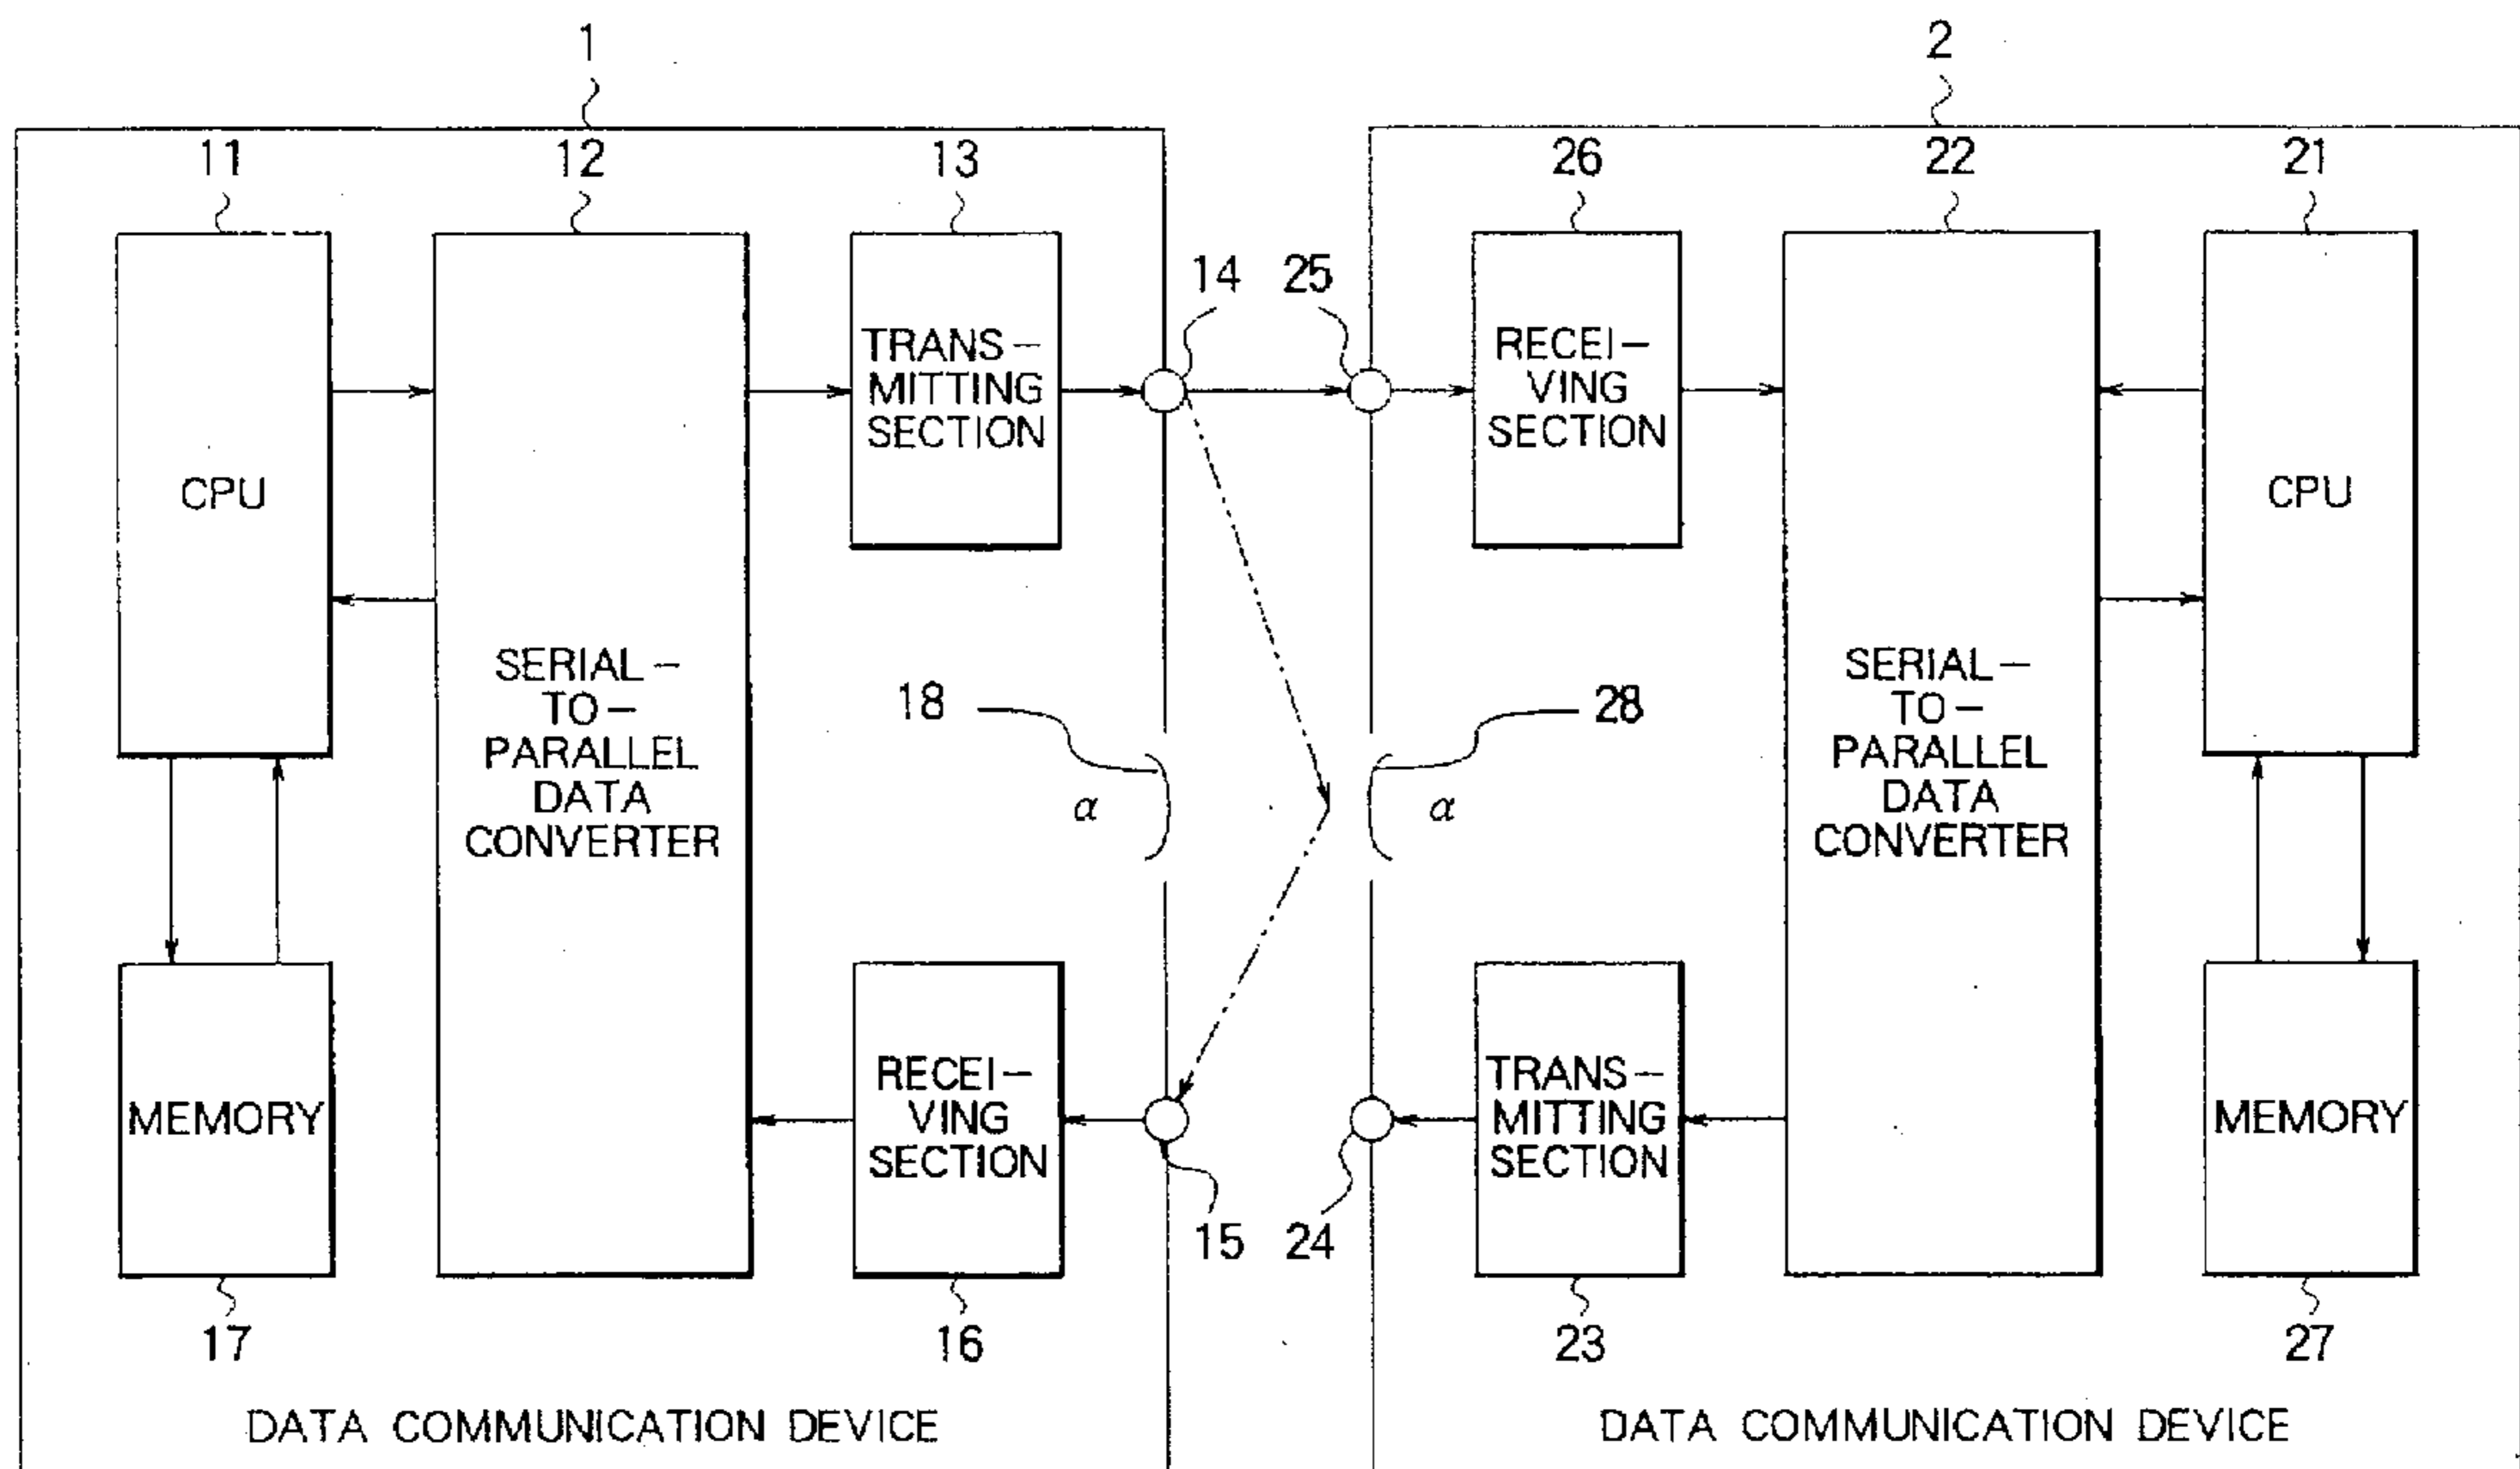 1
2
11
12
13
26
22
21
14
25
TRANS-
MITTING
SECTION
RECEI-
VING
SECTION
CPU
CPU
SERIAL-
TO-
PARALLEL
DATA
CONVERTER
18
28
SERIAL-
TO-
PARALLEL
DATA
CONVERTER
α
α
MEMORY
RECEI-
VING
SECTION
TRANS-
MITTING
SECTION
MEMORY
15
24
17
16
23
27
DATA COMMUNICATION DEVICE
DATA COMMUNICATION DEVICE